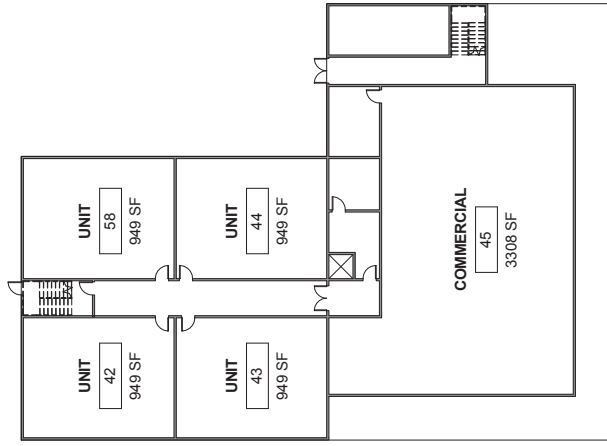 UNIT
58
949 SF
UNIT
44
949 SF
UNIT
42
949 SF
UNIT
43
949 SF
COMMERCIAL
45
3308 SF